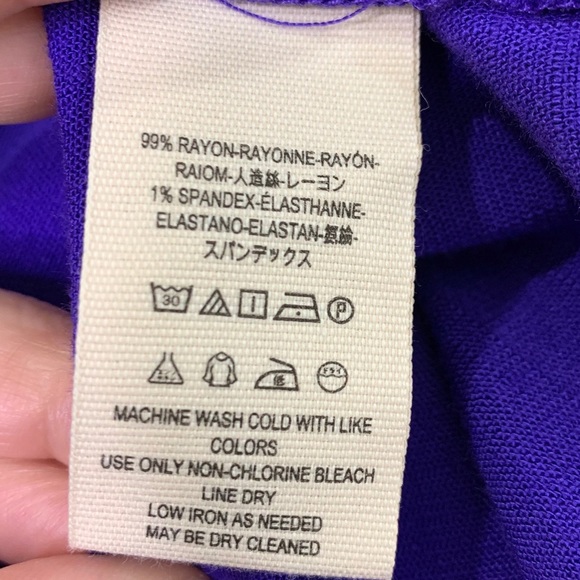 99% RAYON-RAYONNE-RAYÓN-
RAIOM-人造絲-レーヨン
1% SPANDEX-ÉLASTHANNE-
ELASTANO-ELASTAN-氨綸-
スパンデックス
30 P
低 ドライ
MACHINE WASH COLD WITH LIKE
COLORS
USE ONLY NON-CHLORINE BLEACH
LINE DRY
LOW IRON AS NEEDED
MAY BE DRY CLEANED